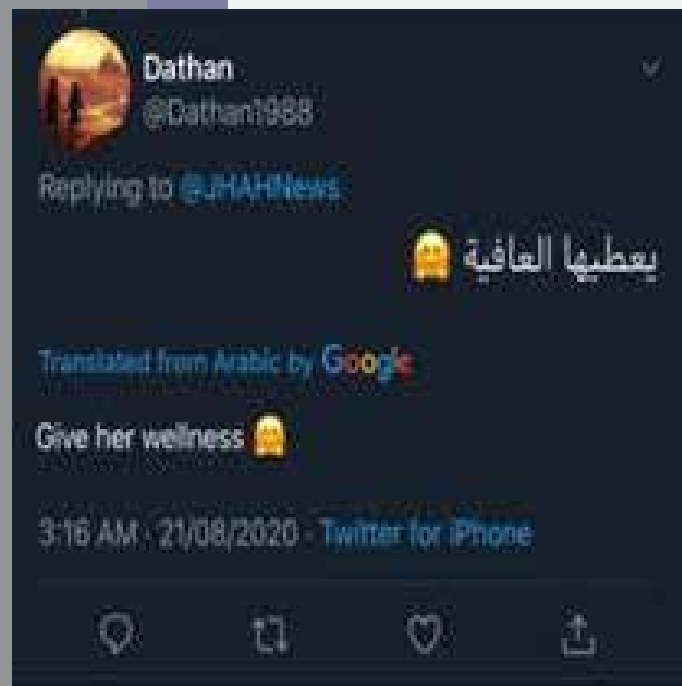 Dathan
@Dathan1988
Replying to @JHAHNews
يعطيها العافية 🤗
Translated from Arabic by Google
Give her wellness 🤗
3:16 AM · 21/08/2020 · Twitter for iPhone